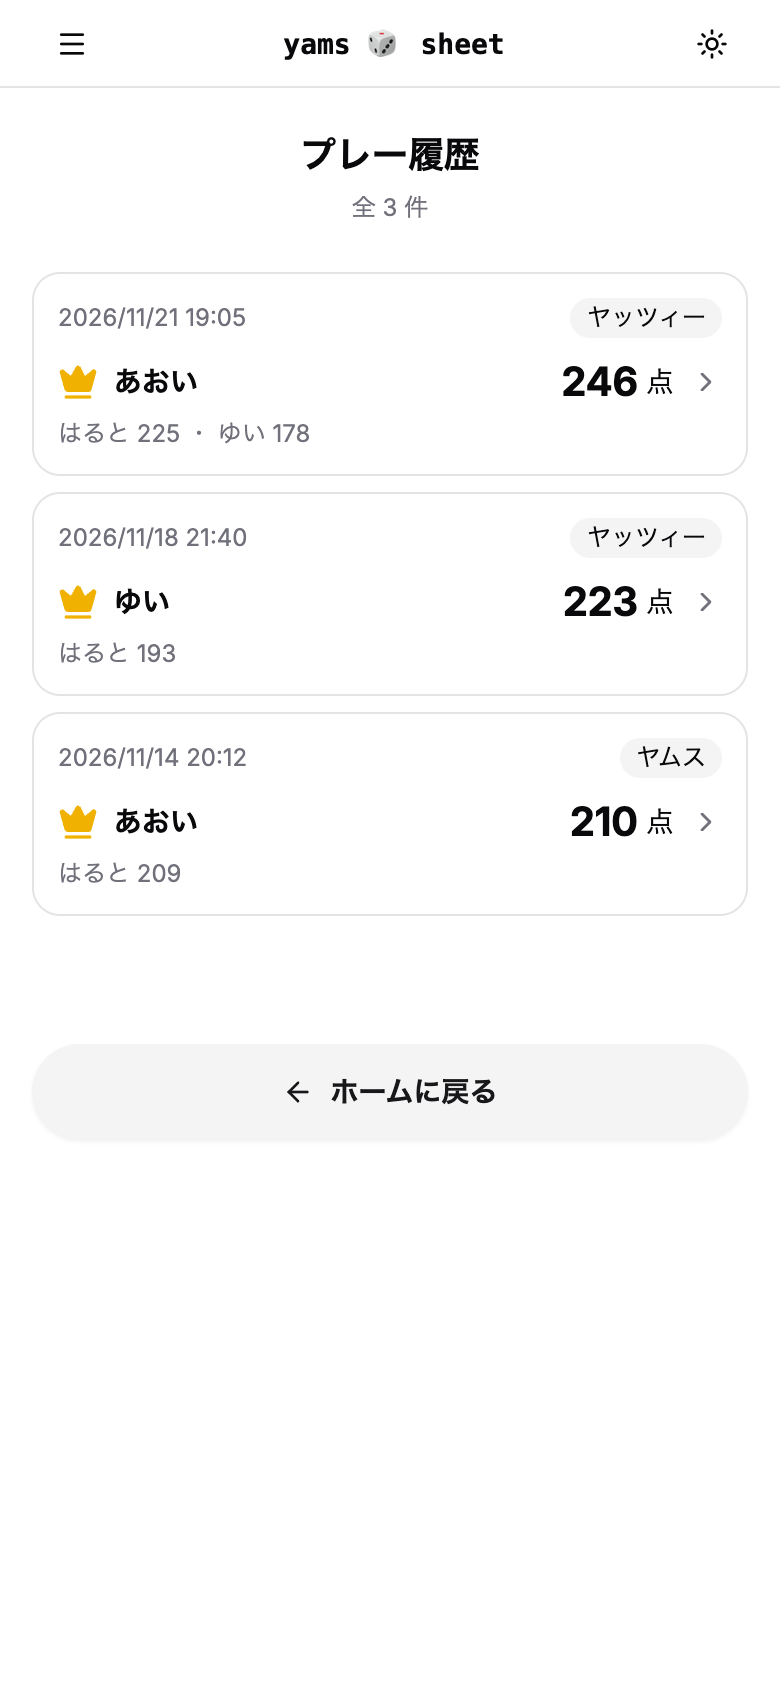 yams 🎲 sheet
プレー履歴
全 3 件
2026/11/21 19:05 ヤッツィー
あおい 246 点
はると 225 ・ ゆい 178
2026/11/18 21:40 ヤッツィー
ゆい 223 点
はると 193
2026/11/14 20:12 ヤムス
あおい 210 点
はると 209
← ホームに戻る